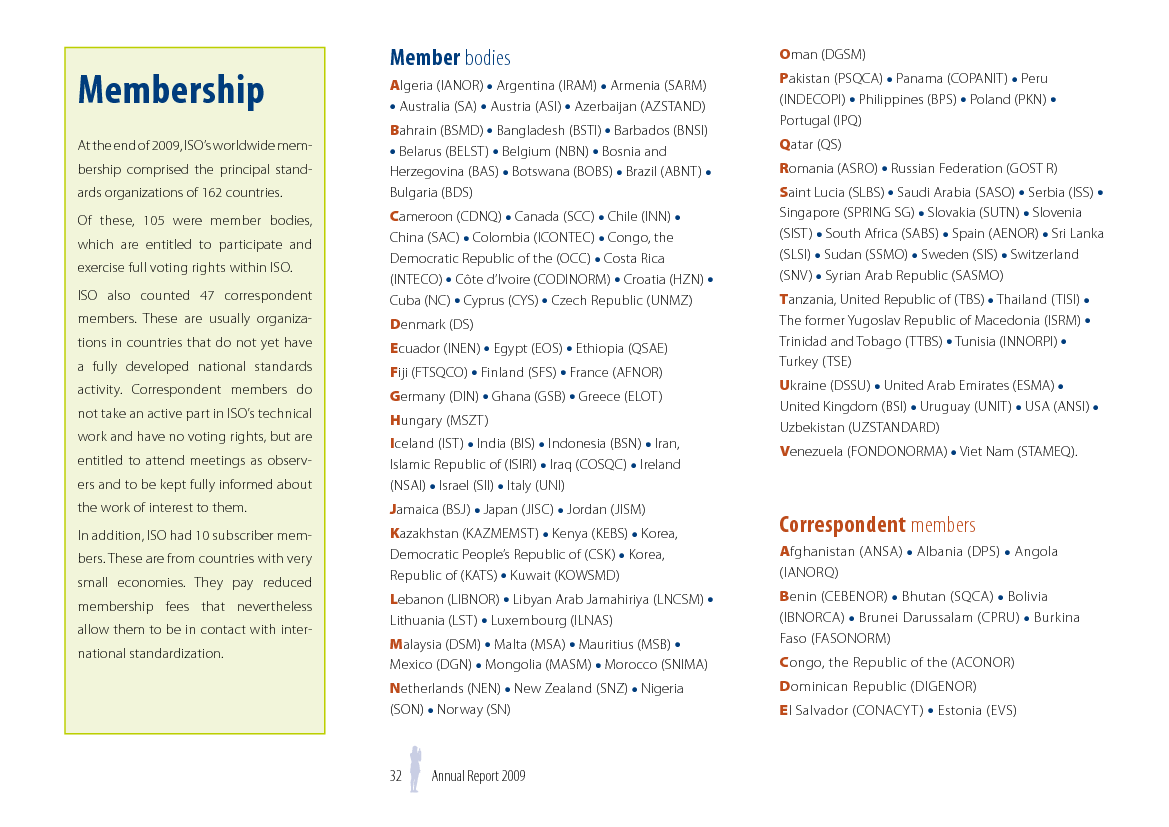 Membership
At the end of 2009, ISO's worldwide mem-
bership comprised the principal stand-
ards organizations of 162 countries.
Of these, 105 were member bodies,
which are entitled to participate and
exercise full voting rights within ISO.
ISO also counted 47 correspondent
members. These are usually organiza-
tions in countries that do not yet have
a fully developed national standards
activity. Correspondent members do
not take an active part in ISO's technical
work and have no voting rights, but are
entitled to attend meetings as observ-
ers and to be kept fully informed about
the work of interest to them.
In addition, ISO had 10 subscriber mem-
bers. These are from countries with very
small economies. They pay reduced
membership fees that nevertheless
allow them to be in contact with inter-
national standardization.
Member bodies
Algeria (IANOR) • Argentina (IRAM) • Armenia (SARM)
• Australia (SA) • Austria (ASI) • Azerbaijan (AZSTAND)
Bahrain (BSMD) • Bangladesh (BSTI) • Barbados (BNSI)
• Belarus (BELST) • Belgium (NBN) • Bosnia and
Herzegovina (BAS) • Botswana (BOBS) • Brazil (ABNT) •
Bulgaria (BDS)
Cameroon (CDNQ) • Canada (SCC) • Chile (INN) •
China (SAC) • Colombia (ICONTEC) • Congo, the
Democratic Republic of the (OCC) • Costa Rica
(INTECO) • Côte d'Ivoire (CODINORM) • Croatia (HZN) •
Cuba (NC) • Cyprus (CYS) • Czech Republic (UNMZ)
Denmark (DS)
Ecuador (INEN) • Egypt (EOS) • Ethiopia (QSAE)
Fiji (FTSQCO) • Finland (SFS) • France (AFNOR)
Germany (DIN) • Ghana (GSB) • Greece (ELOT)
Hungary (MSZT)
Iceland (IST) • India (BIS) • Indonesia (BSN) • Iran,
Islamic Republic of (ISIRI) • Iraq (COSQC) • Ireland
(NSAI) • Israel (SII) • Italy (UNI)
Jamaica (BSJ) • Japan (JISC) • Jordan (JISM)
Kazakhstan (KAZMEMST) • Kenya (KEBS) • Korea,
Democratic People's Republic of (CSK) • Korea,
Republic of (KATS) • Kuwait (KOWSMD)
Lebanon (LIBNOR) • Libyan Arab Jamahiriya (LNCSM) •
Lithuania (LST) • Luxembourg (ILNAS)
Malaysia (DSM) • Malta (MSA) • Mauritius (MSB) •
Mexico (DGN) • Mongolia (MASM) • Morocco (SNIMA)
Netherlands (NEN) • New Zealand (SNZ) • Nigeria
(SON) • Norway (SN)
Oman (DGSM)
Pakistan (PSQCA) • Panama (COPANIT) • Peru
(INDECOPI) • Philippines (BPS) • Poland (PKN) •
Portugal (IPQ)
Qatar (QS)
Romania (ASRO) • Russian Federation (GOST R)
Saint Lucia (SLBS) • Saudi Arabia (SASO) • Serbia (ISS) •
Singapore (SPRING SG) • Slovakia (SUTN) • Slovenia
(SIST) • South Africa (SABS) • Spain (AENOR) • Sri Lanka
(SLSI) • Sudan (SSMO) • Sweden (SIS) • Switzerland
(SNV) • Syrian Arab Republic (SASMO)
Tanzania, United Republic of (TBS) • Thailand (TISI) •
The former Yugoslav Republic of Macedonia (ISRM) •
Trinidad and Tobago (TTBS) • Tunisia (INNORPI) •
Turkey (TSE)
Ukraine (DSSU) • United Arab Emirates (ESMA) •
United Kingdom (BSI) • Uruguay (UNIT) • USA (ANSI) •
Uzbekistan (UZSTANDARD)
Venezuela (FONDONORMA) • Viet Nam (STAMEQ).
Correspondent members
Afghanistan (ANSA) • Albania (DPS) • Angola
(IANORQ)
Benin (CEBENOR) • Bhutan (SQCA) • Bolivia
(IBNORCA) • Brunei Darussalam (CPRU) • Burkina
Faso (FASONORM)
Congo, the Republic of the (ACONOR)
Dominican Republic (DIGENOR)
El Salvador (CONACYT) • Estonia (EVS)
32 Annual Report 2009